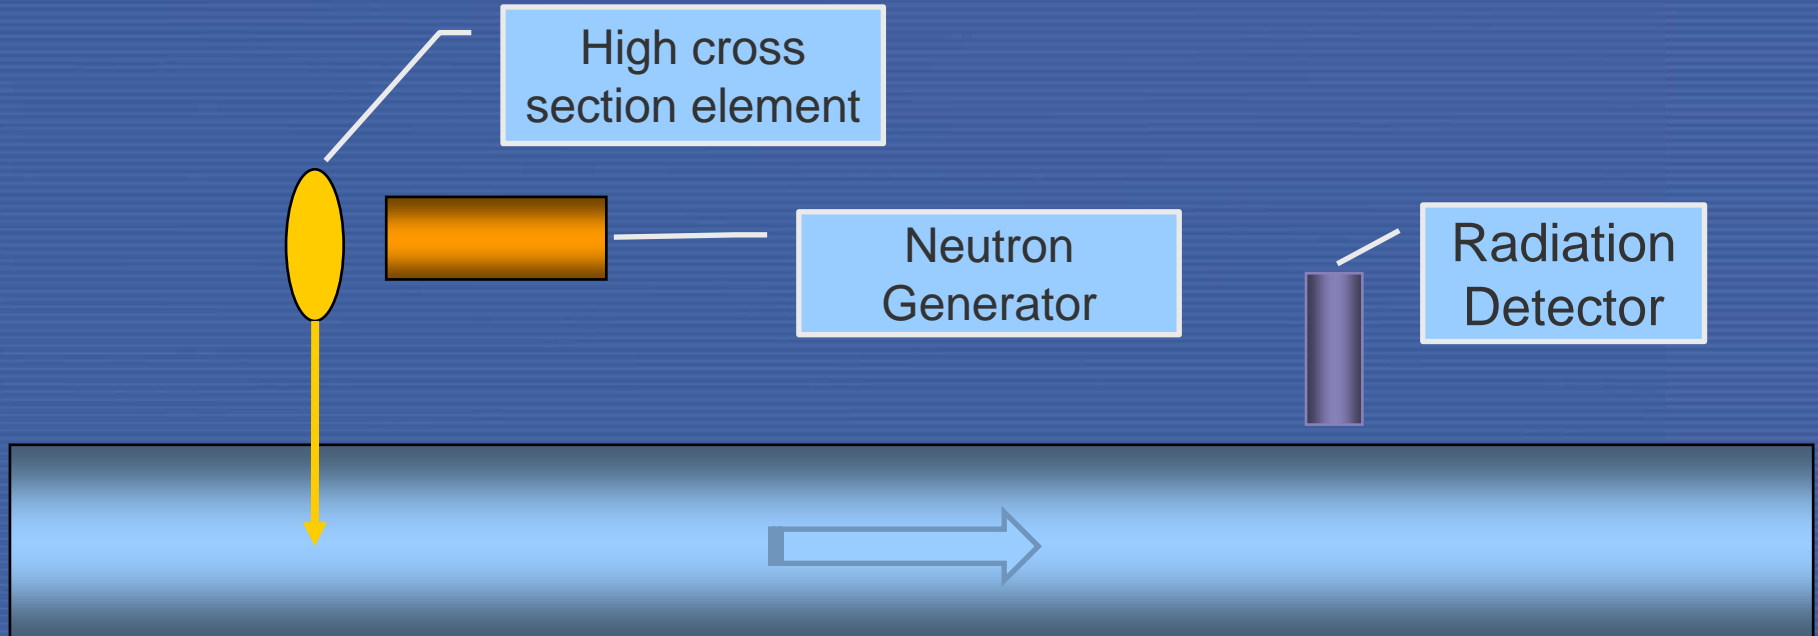 High cross
section element
Neutron
Generator
Radiation
Detector